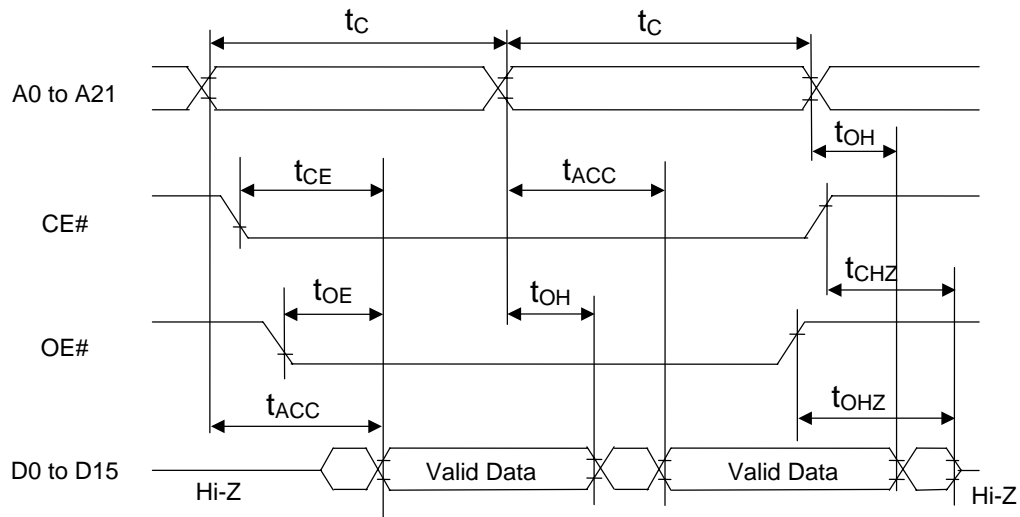 tC tC
A0 to A21
tOH
tCE tACC
CE#
tCHZ
tOE tOH
OE#
tOHZ
tACC
D0 to D15 Valid Data Valid Data
Hi-Z Hi-Z